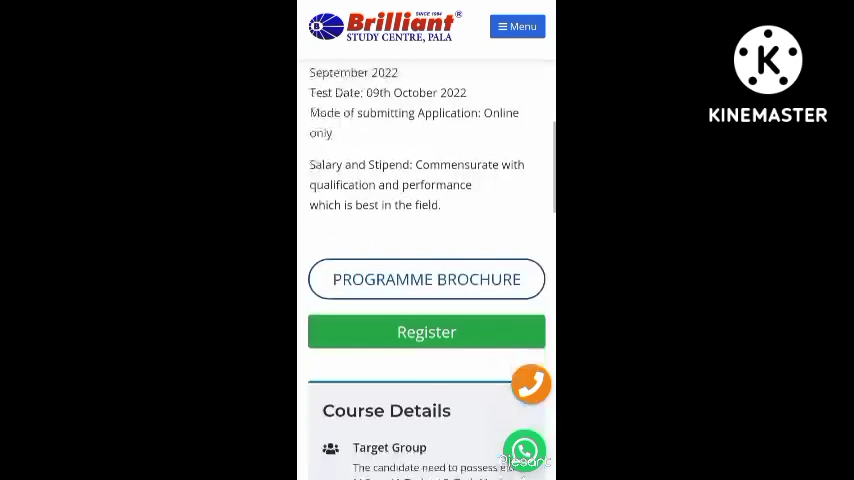 SINCE 1984
Brilliant®
STUDY CENTRE, PALA
Menu
September 2022
Test Date: 09th October 2022
Mode of submitting Application: Online
only
Salary and Stipend: Commensurate with
qualification and performance
which is best in the field.
PROGRAMME BROCHURE
Register
Course Details
Target Group
The candidate need to possess
K
KINEMASTER